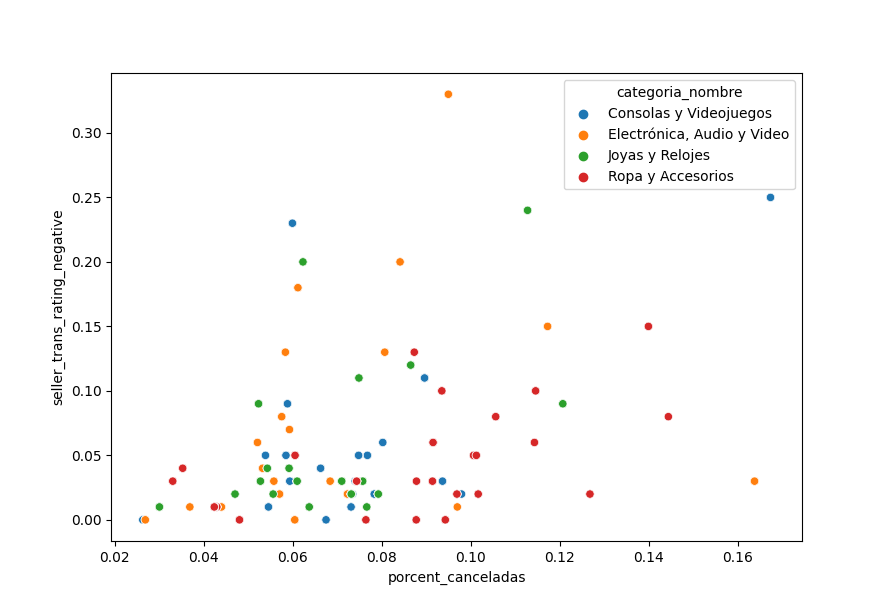 categoria_nombre
Consolas y Videojuegos
Electrónica, Audio y Video
Joyas y Relojes
Ropa y Accesorios
seller_trans_rating_negative
0.30
0.25
0.20
0.15
0.10
0.05
0.00
0.02 0.04 0.06 0.08 0.10 0.12 0.14 0.16
porcent_canceladas